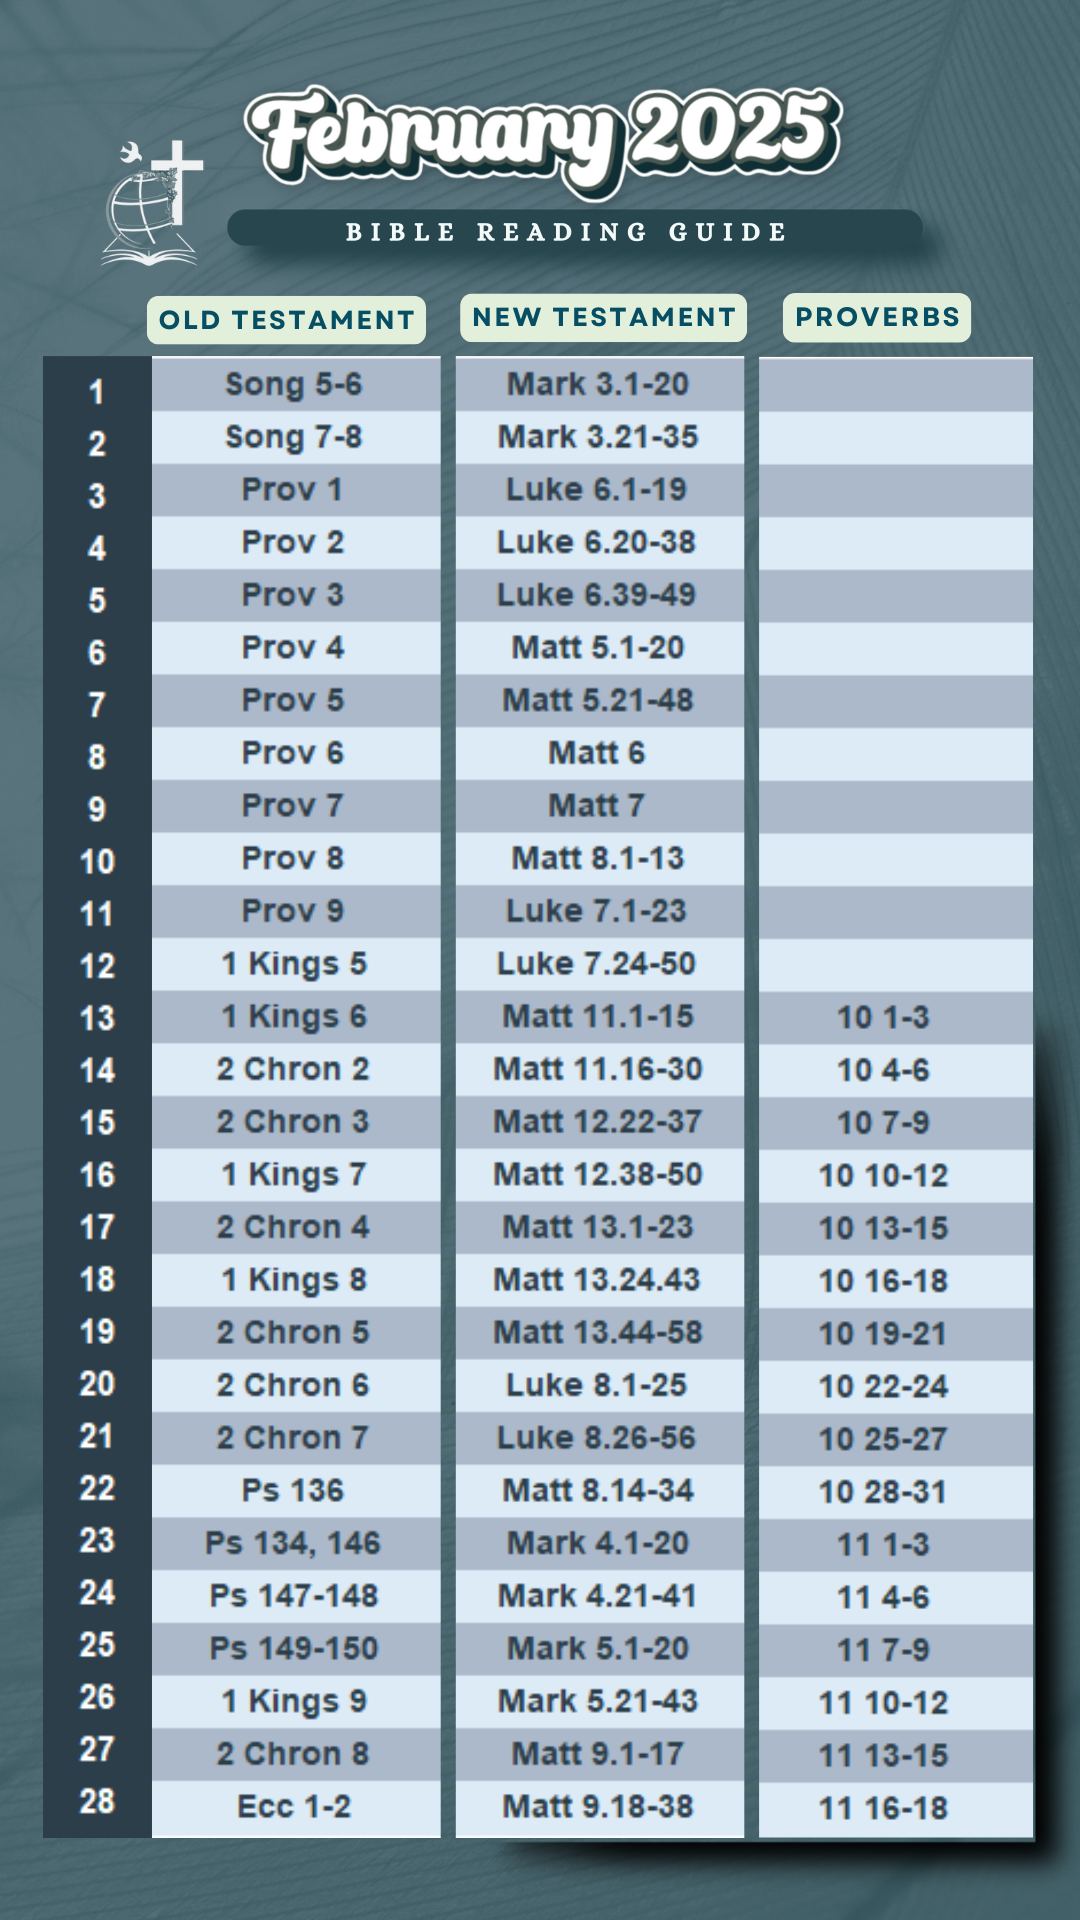 February 2025
BIBLE READING GUIDE
OLD TESTAMENT NEW TESTAMENT PROVERBS
1 Song 5-6 Mark 3.1-20
2 Song 7-8 Mark 3.21-35
3 Prov 1 Luke 6.1-19
4 Prov 2 Luke 6.20-38
5 Prov 3 Luke 6.39-49
6 Prov 4 Matt 5.1-20
7 Prov 5 Matt 5.21-48
8 Prov 6 Matt 6
9 Prov 7 Matt 7
10 Prov 8 Matt 8.1-13
11 Prov 9 Luke 7.1-23
12 1 Kings 5 Luke 7.24-50
13 1 Kings 6 Matt 11.1-15 10 1-3
14 2 Chron 2 Matt 11.16-30 10 4-6
15 2 Chron 3 Matt 12.22-37 10 7-9
16 1 Kings 7 Matt 12.38-50 10 10-12
17 2 Chron 4 Matt 13.1-23 10 13-15
18 1 Kings 8 Matt 13.24.43 10 16-18
19 2 Chron 5 Matt 13.44-58 10 19-21
20 2 Chron 6 Luke 8.1-25 10 22-24
21 2 Chron 7 Luke 8.26-56 10 25-27
22 Ps 136 Matt 8.14-34 10 28-31
23 Ps 134, 146 Mark 4.1-20 11 1-3
24 Ps 147-148 Mark 4.21-41 11 4-6
25 Ps 149-150 Mark 5.1-20 11 7-9
26 1 Kings 9 Mark 5.21-43 11 10-12
27 2 Chron 8 Matt 9.1-17 11 13-15
28 Ecc 1-2 Matt 9.18-38 11 16-18